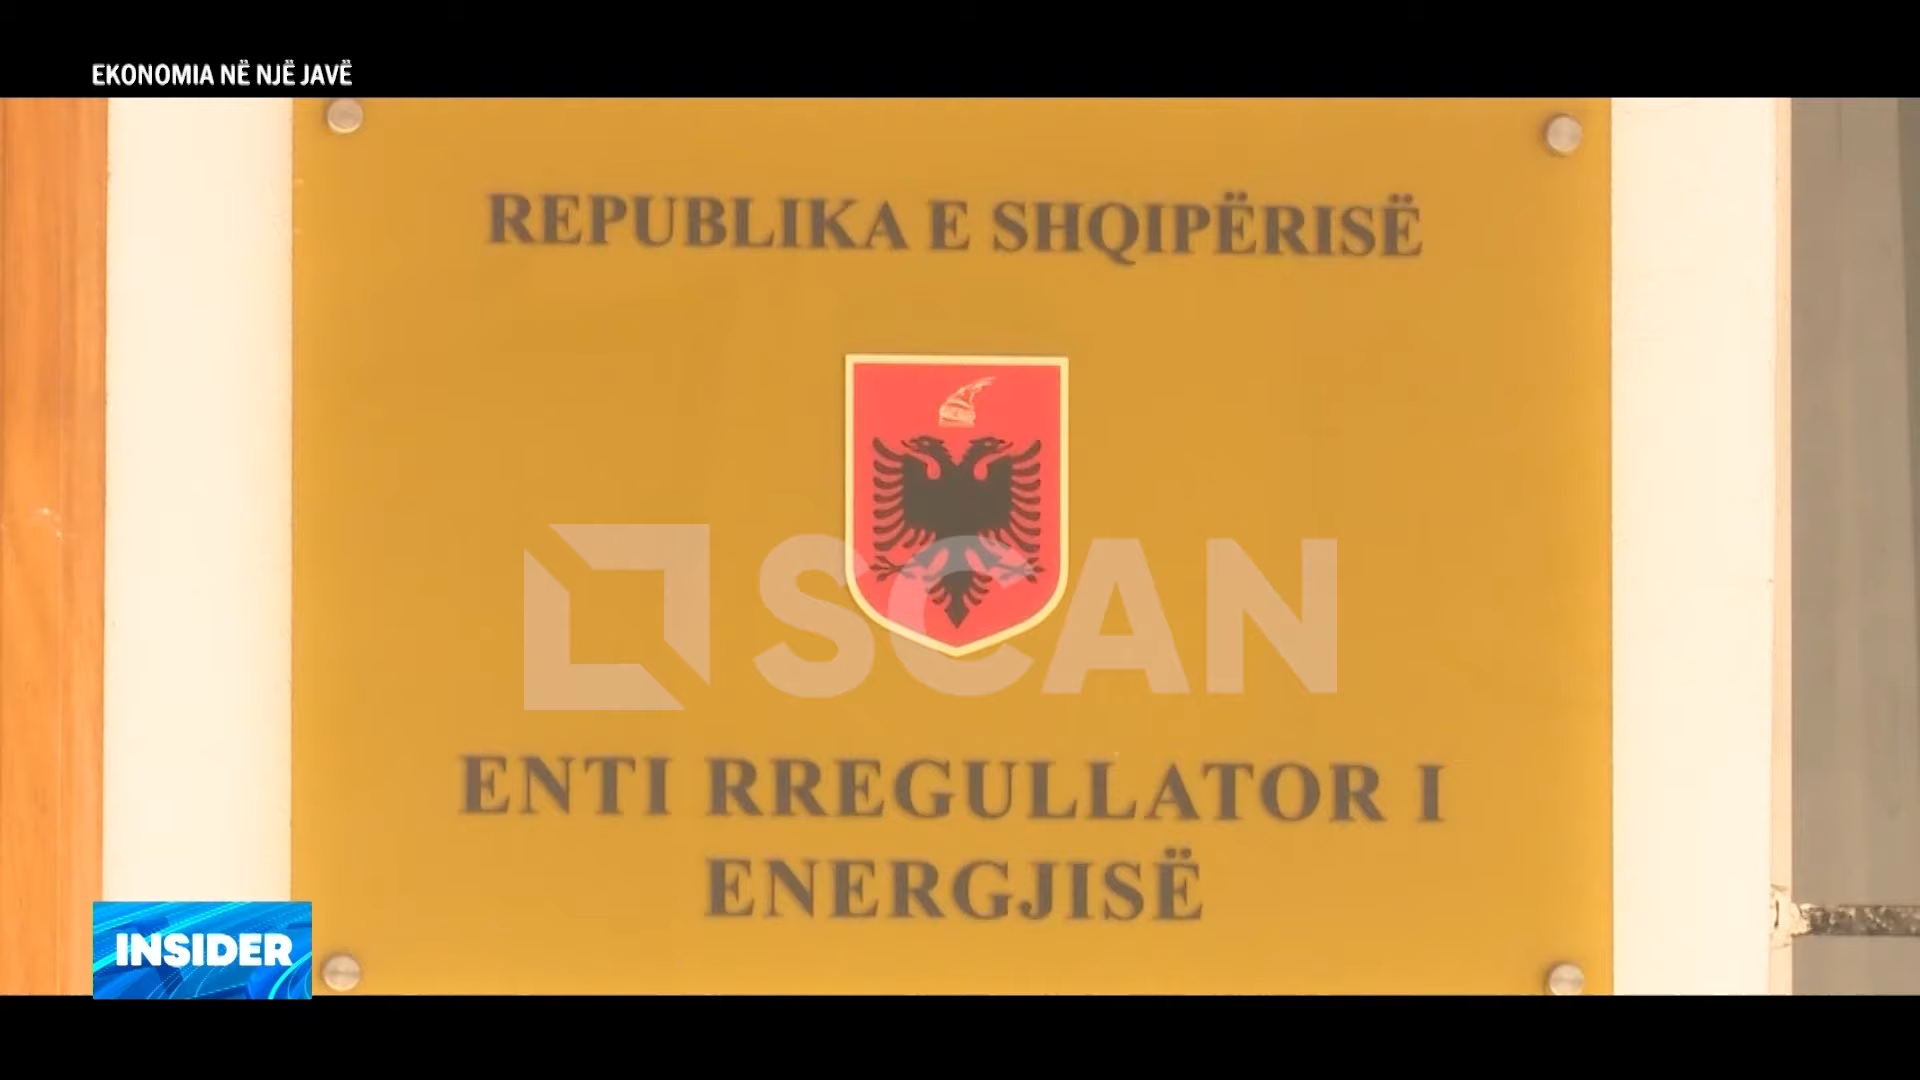 EKONOMIA NË NJË JAVË
REPUBLIKA E SHQIPËRISË
SCAN
ENTI RREGULLATOR I
ENERGJISË
INSIDER